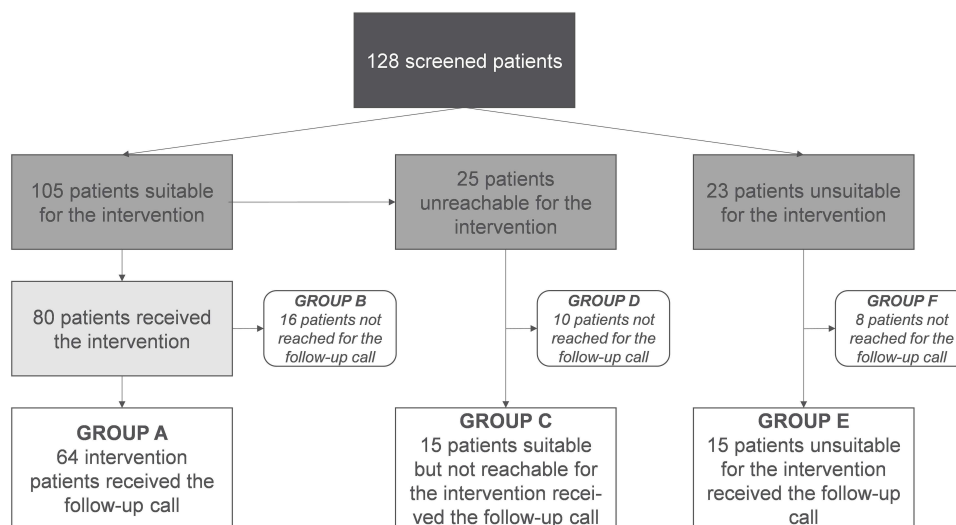 128 screened patients
105 patients suitable
for the intervention
25 patients
unreachable for the
intervention
23 patients unsuitable
for the intervention
80 patients received
the intervention
GROUP B
16 patients not
reached for the
follow-up call
GROUP D
10 patients not
reached for the
follow-up call
GROUP F
8 patients not
reached for the
follow-up call
GROUP A
64 intervention
patients received the
follow-up call
GROUP C
15 patients suitable
but not reachable for
the intervention recei-
ved the follow-up call
GROUP E
15 patients unsuitable
for the intervention
received the follow-up
call